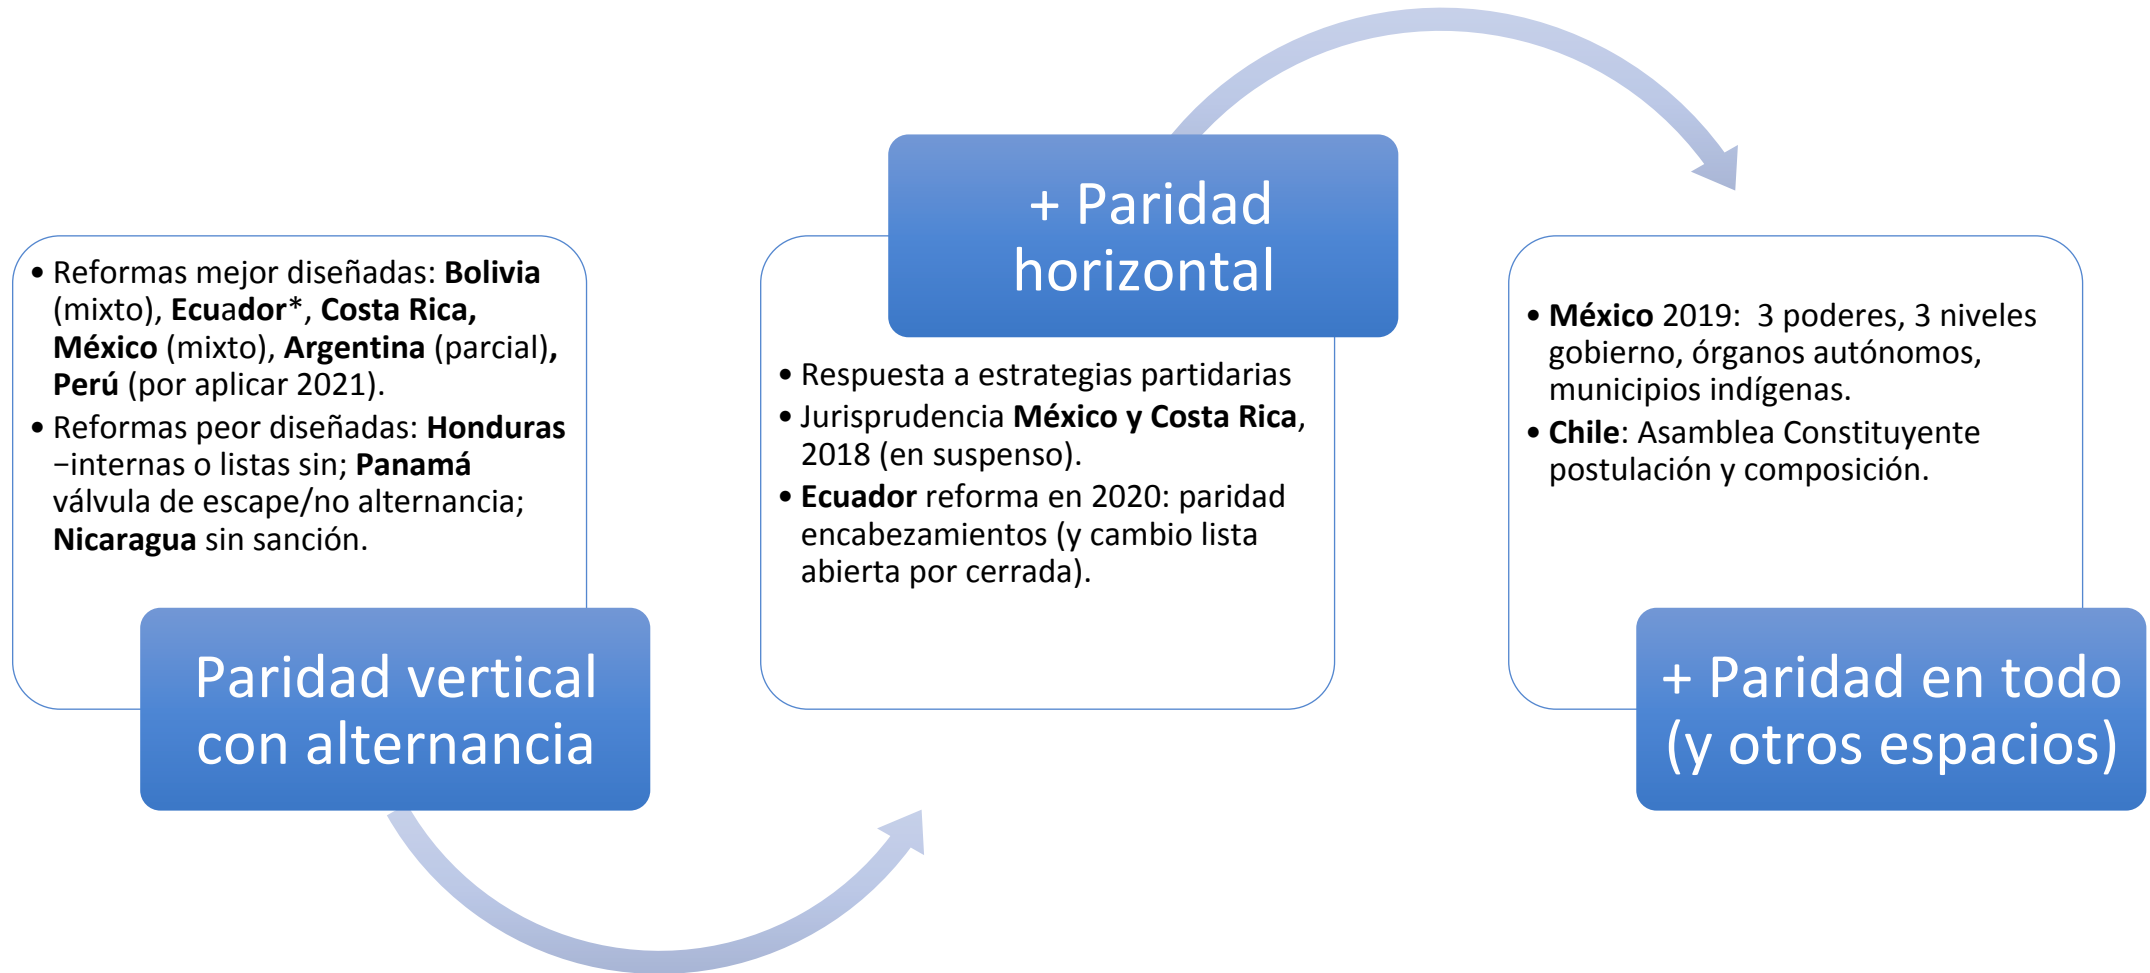 • Reformas mejor diseñadas: Bolivia
(mixto), Ecuador*, Costa Rica,
México (mixto), Argentina (parcial),
Perú (por aplicar 2021).
• Reformas peor diseñadas: Honduras
–internas o listas sin; Panamá
válvula de escape/no alternancia;
Nicaragua sin sanción.
Paridad vertical
con alternancia
+ Paridad
horizontal
• Respuesta a estrategias partidarias
• Jurisprudencia México y Costa Rica,
2018 (en suspenso).
• Ecuador reforma en 2020: paridad
encabezamientos (y cambio lista
abierta por cerrada).
• México 2019: 3 poderes, 3 niveles
gobierno, órganos autónomos,
municipios indígenas.
• Chile: Asamblea Constituyente
postulación y composición.
+ Paridad en todo
(y otros espacios)